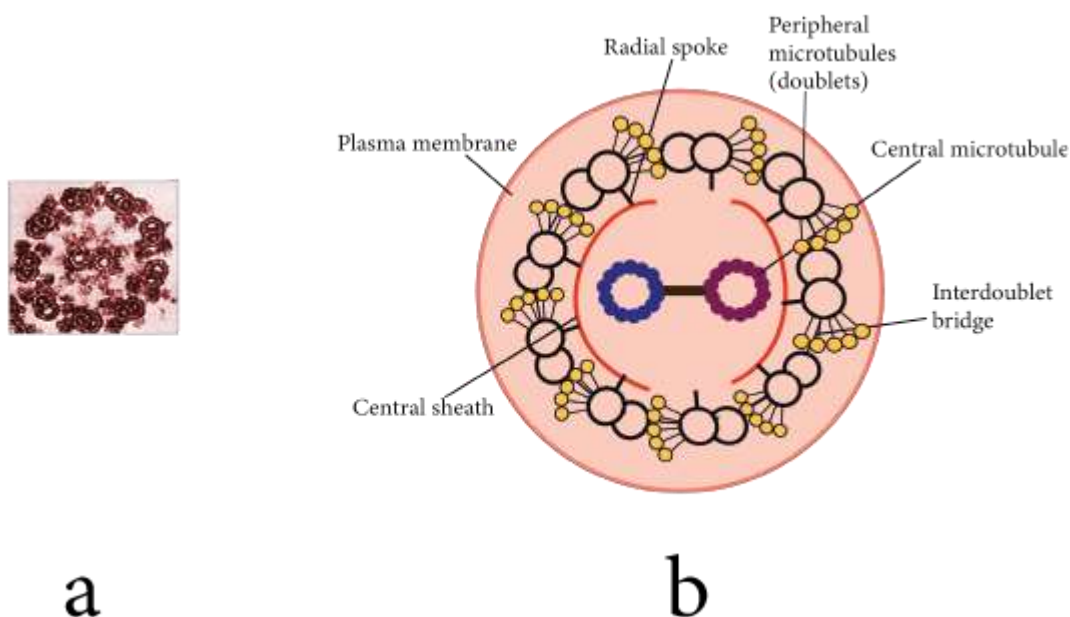 Radial spoke
Peripheral
microtubules
(doublets)
Plasma membrane
Central microtubule
Interdoublet
bridge
Central sheath
a
b